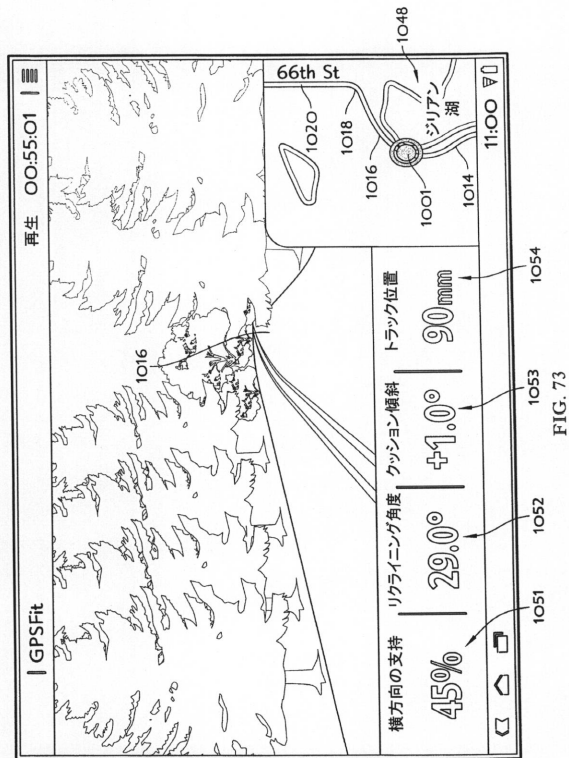 GPSFit
再生 00:55:01
1016
66th St
1020
1018
1016
1001
1014
ジリアン
湖
1048
横方向の支持
リクライニング角度
クッション傾斜
トラック位置
45%
29.0°
+1.0°
90mm
11:00
1051
1052
1053
1054
FIG. 73